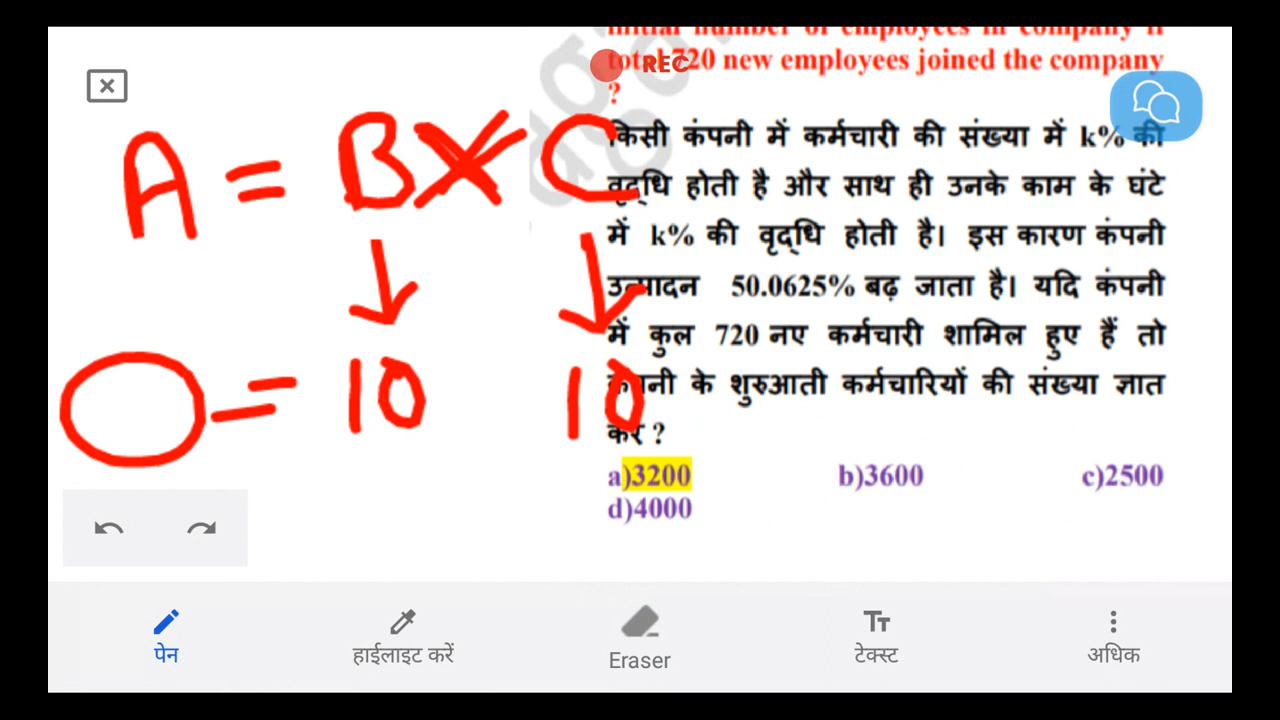 initial number of employees in company if
total 720 new employees joined the company
?
REC
A = B × C
किसी कंपनी में कर्मचारी की संख्या में k% की
वृद्धि होती है और साथ ही उनके काम के घंटे
में k% की वृद्धि होती है। इस कारण कंपनी
उत्पादन 50.0625% बढ़ जाता है। यदि कंपनी
में कुल 720 नए कर्मचारी शामिल हुए हैं तो
= 10 10
कंपनी के शुरुआती कर्मचारियों की संख्या ज्ञात
करें ?
a)3200 b)3600 c)2500
d)4000
पेन हाईलाइट करें Eraser टेक्स्ट अधिक